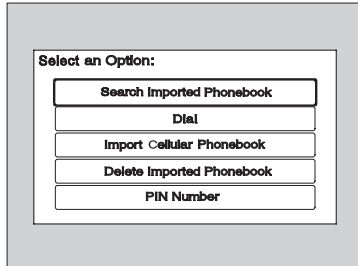 Select an Option:
Search Imported Phonebook
Dial
Import Cellular Phonebook
Delete Imported Phonebook
PIN Number